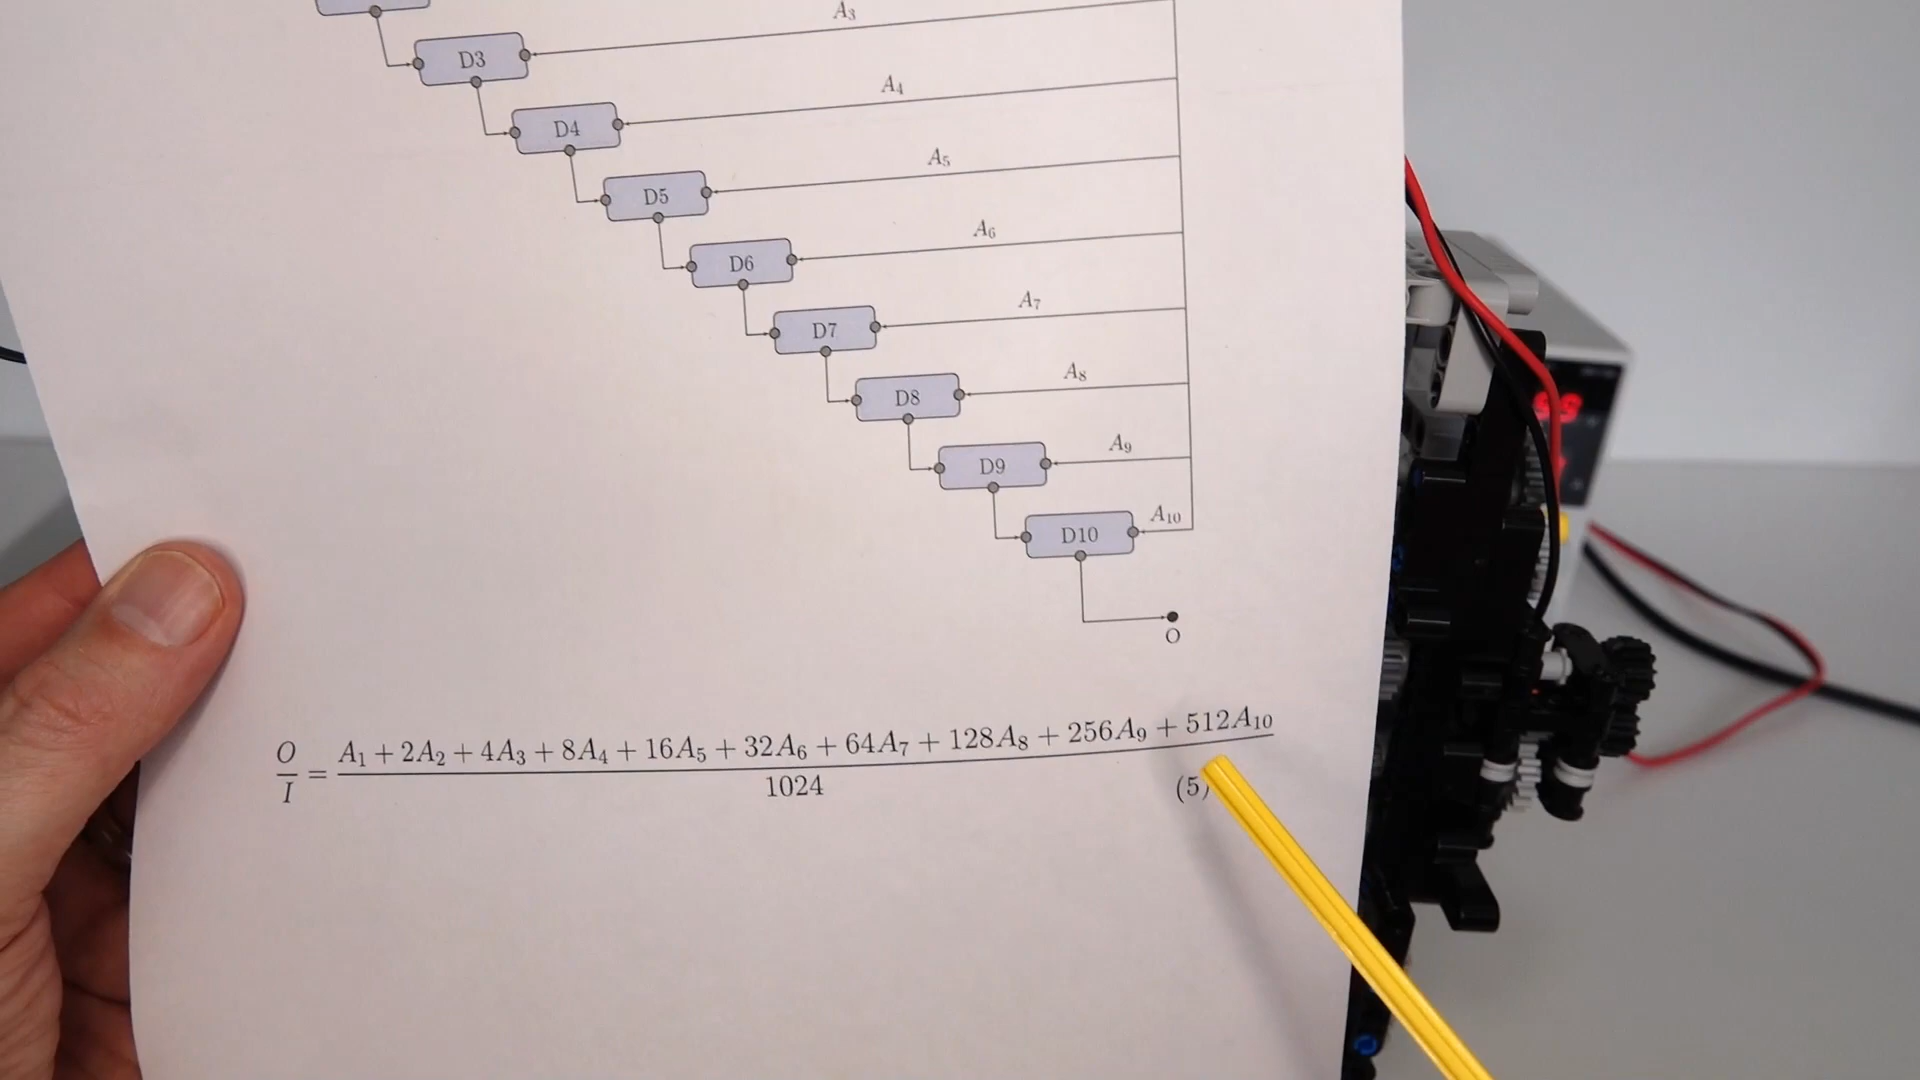 A₃
D3
A₄
D4
A₅
D5
A₆
D6
A₇
D7
A₈
D8
A₉
D9
A₁₀
D10
O
O/I = (A₁ + 2A₂ + 4A₃ + 8A₄ + 16A₅ + 32A₆ + 64A₇ + 128A₈ + 256A₉ + 512A₁₀)/1024
(5)